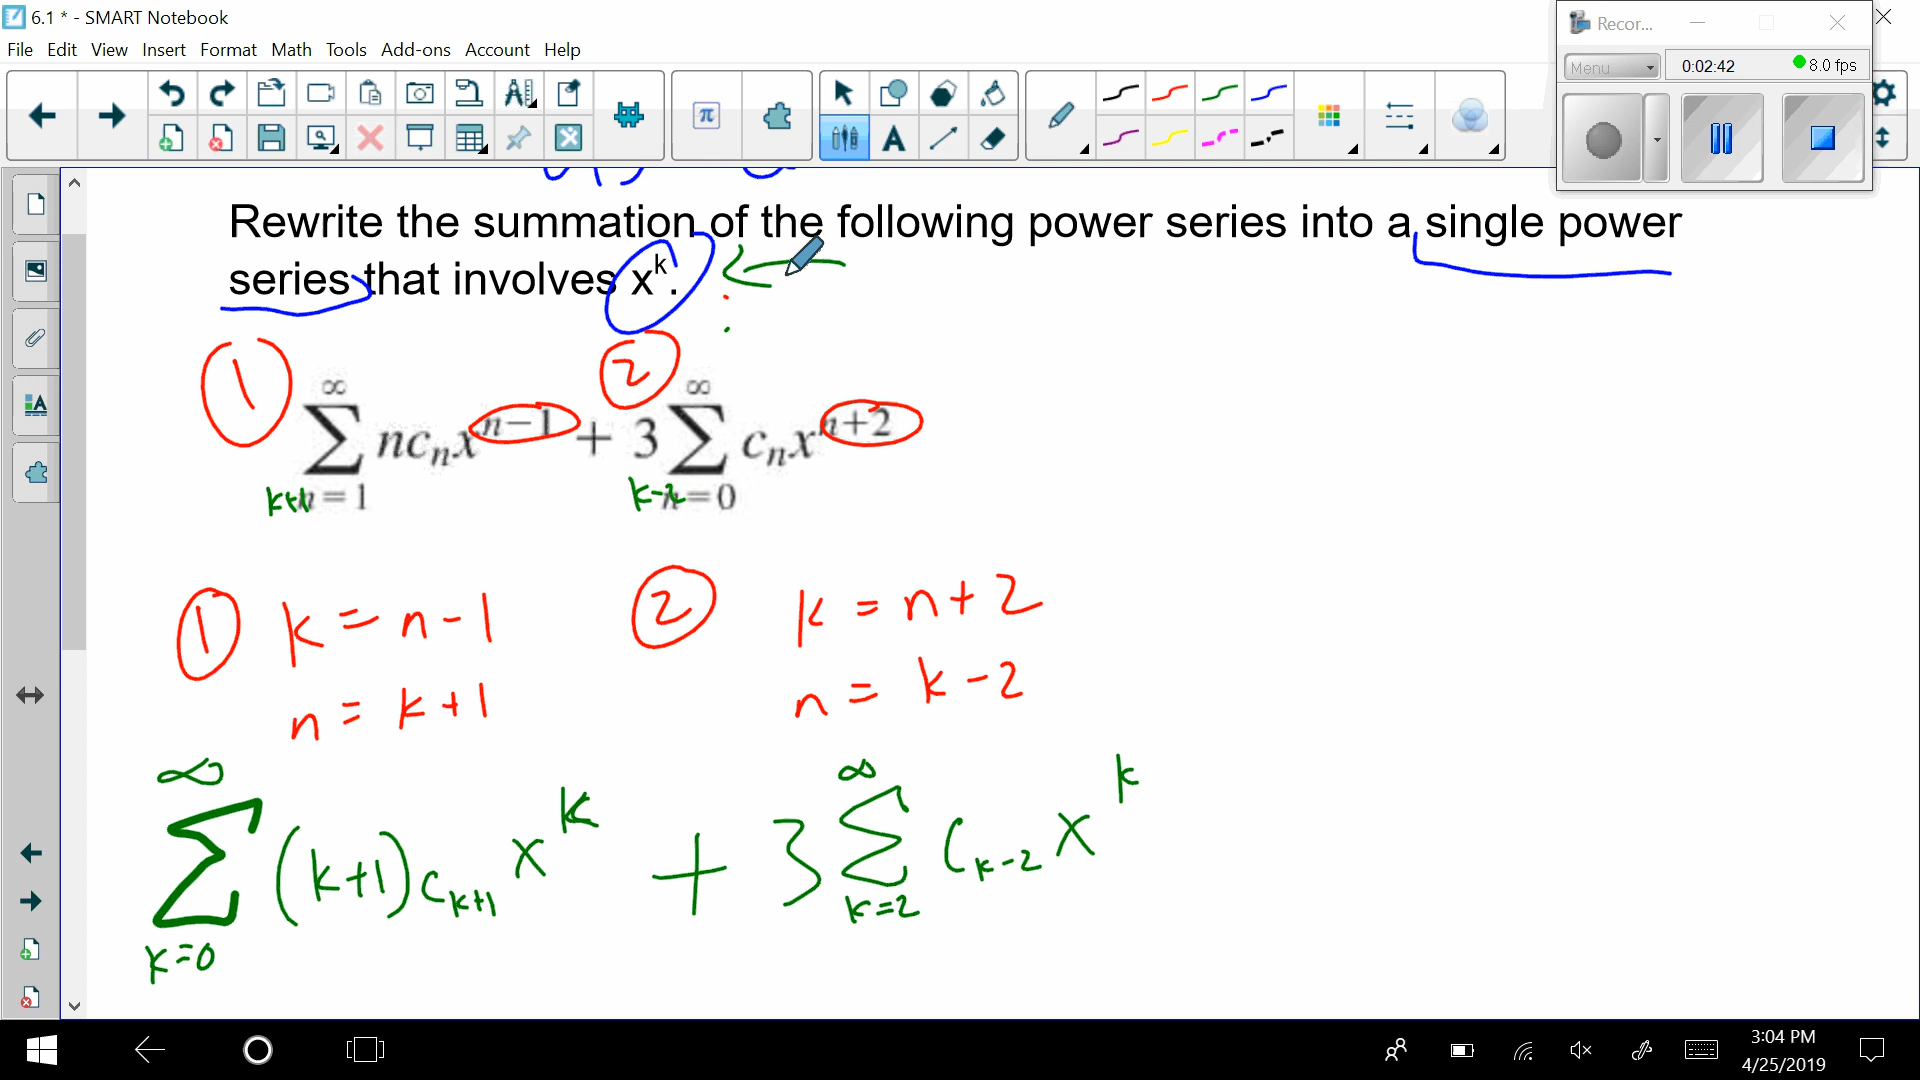 6.1 * - SMART Notebook
Recor...
File Edit View Insert Format Math Tools Add-ons Account Help
Menu 0:02:42 8.0 fps
π
A
Rewrite the summation of the following power series into a single power
series that involves x^k.
① ②
∑_{n=1}^{∞} nc_n x^{n-1} + 3 ∑_{n=0}^{∞} c_n x^{n+2}
k+1 k-2
① k = n-1 ② k = n+2
n = k+1 n = k-2
∑_{k=0}^{∞} (k+1)c_{k+1} x^k + 3 ∑_{k=2}^{∞} c_{k-2} x^k
3:04 PM
4/25/2019